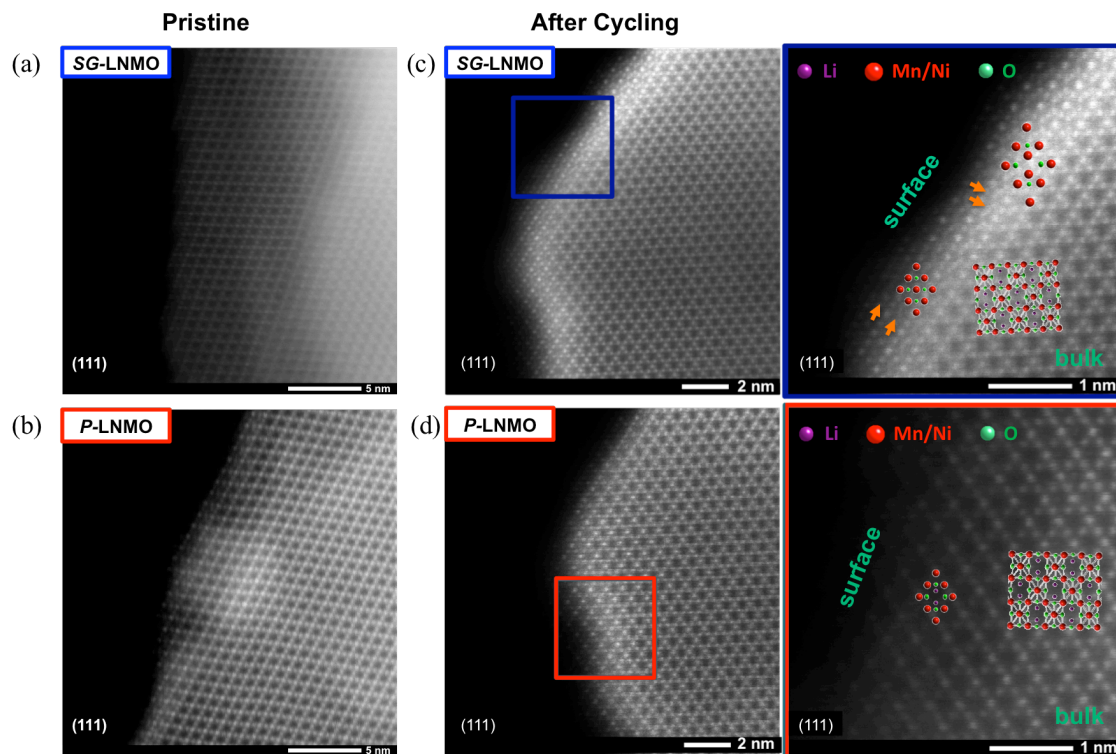 Pristine
After Cycling
(a)
SG-LNMO
(111)
5 nm
(c)
SG-LNMO
(111)
2 nm
Li
Mn/Ni
O
surface
bulk
(111)
1 nm
(b)
P-LNMO
(111)
5 nm
(d)
P-LNMO
(111)
2 nm
Li
Mn/Ni
O
surface
bulk
(111)
1 nm